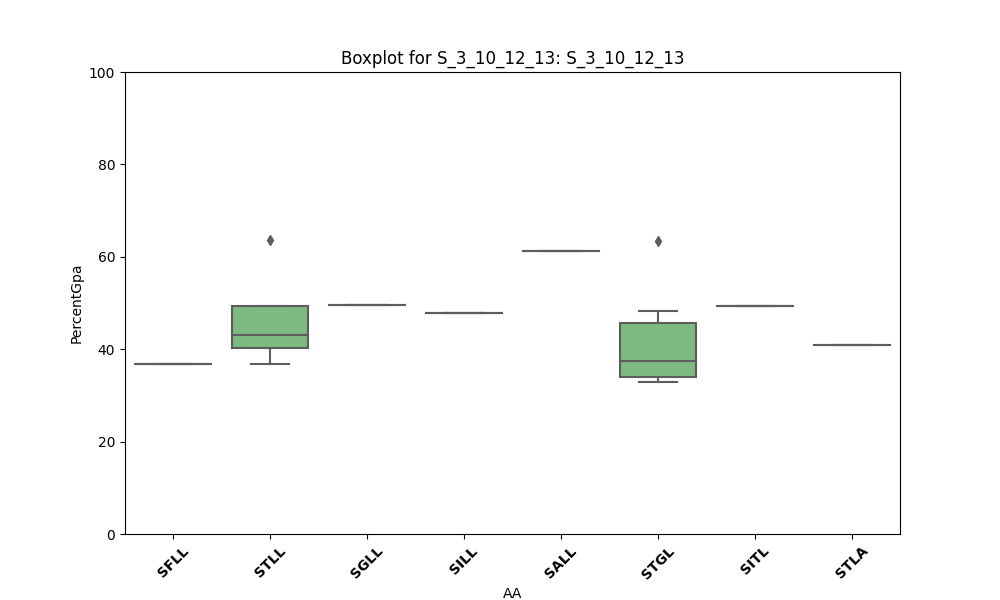 Boxplot for S_3_10_12_13: S_3_10_12_13
100
80
60
40
20
0
PercentGpa
SFLL STLL SGLL SILL SALL STGL SITL STLA
AA